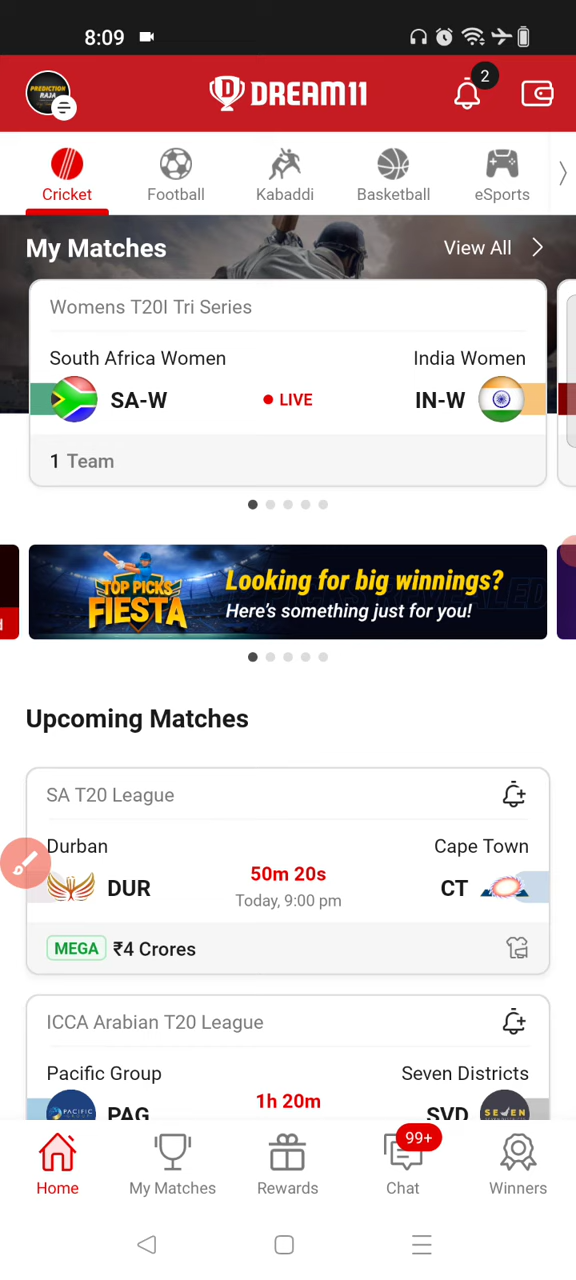 8:09
PREDICTION
RAJA
DREAM11
2
Cricket Football Kabaddi Basketball eSports
My Matches View All
Womens T20I Tri Series
South Africa Women India Women
SA-W LIVE IN-W
1 Team
TOP PICKS
FIESTA
Looking for big winnings?
Here's something just for you!
Upcoming Matches
SA T20 League
Durban Cape Town
DUR 50m 20s CT
Today, 9:00 pm
MEGA ₹4 Crores
ICCA Arabian T20 League
Pacific Group Seven Districts
PACIFIC PAG 1h 20m SVD SEVEN
99+
Home My Matches Rewards Chat Winners